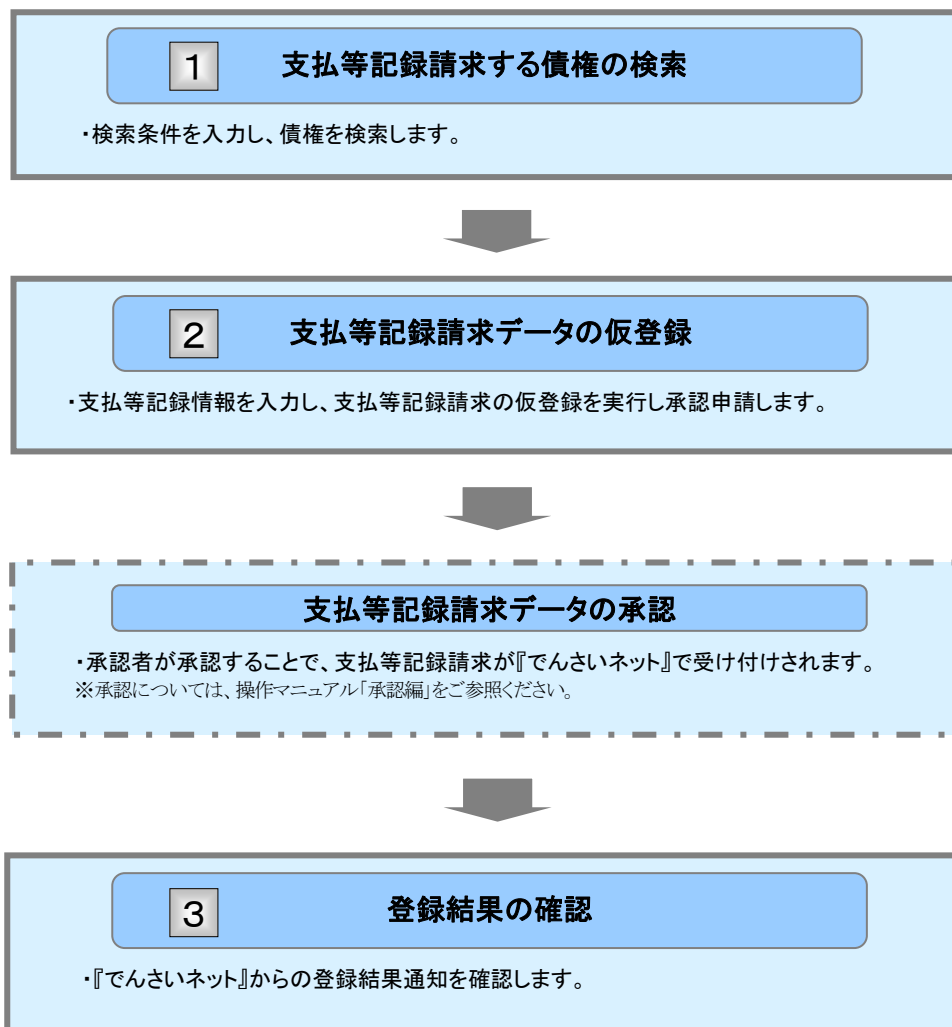 1 支払等記録請求する債権の検索
・検索条件を入力し、債権を検索します。
2 支払等記録請求データの仮登録
・支払等記録情報を入力し、支払等記録請求の仮登録を実行し承認申請します。
支払等記録請求データの承認
・承認者が承認することで、支払等記録請求が『でんさいネット』で受け付けされます。
※承認については、操作マニュアル「承認編」をご参照ください。
3 登録結果の確認
・『でんさいネット』からの登録結果通知を確認します。